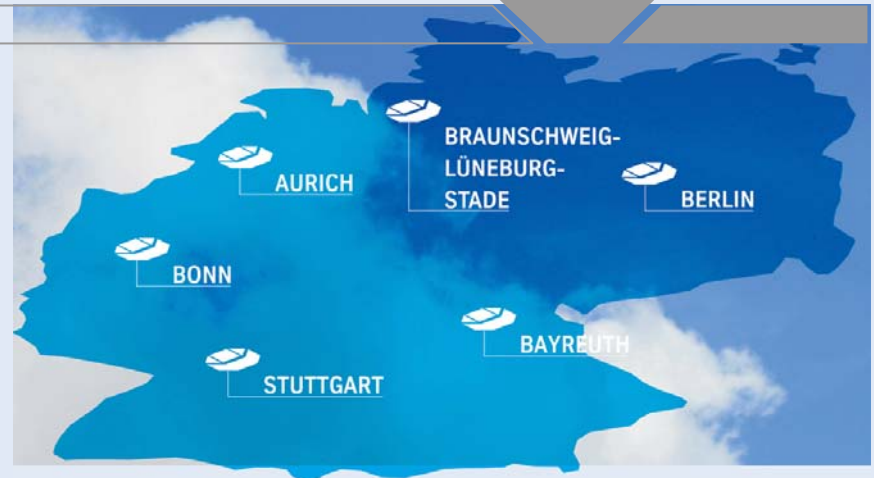 BRAUNSCHWEIG-
LÜNEBURG-
STADE
AURICH
BERLIN
BONN
BAYREUTH
STUTTGART